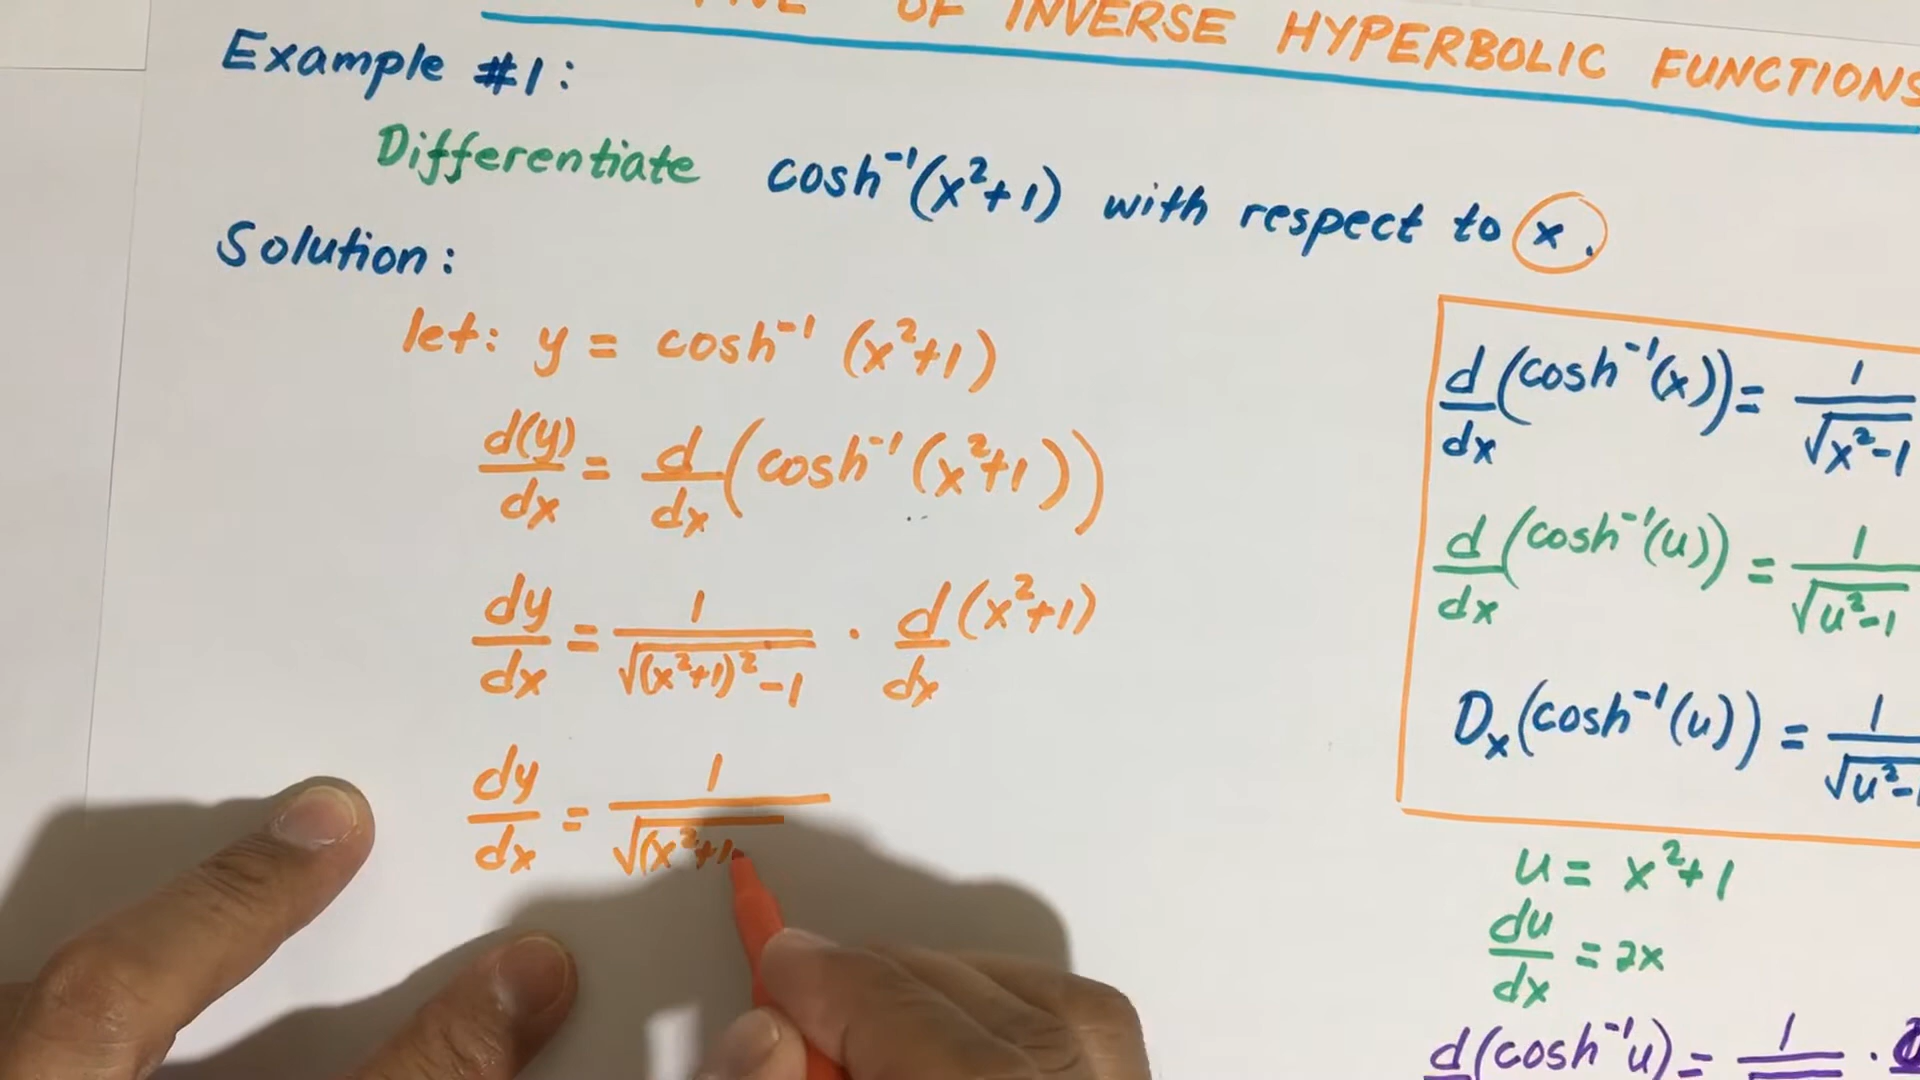 OF INVERSE HYPERBOLIC FUNCTIONS
Example #1:
Differentiate cosh⁻¹(x²+1) with respect to x.
Solution:
let: y = cosh⁻¹ (x²+1)
d(y)/dx = d/dx (cosh⁻¹ (x²+1))
dy/dx = 1/√((x²+1)²-1) · d/dx (x²+1)
dy/dx = 1/√(x²+1
d/dx (cosh⁻¹(x)) = 1/√(x²-1)
d/dx (cosh⁻¹(u)) = 1/√(u²-1)
Dₓ(cosh⁻¹(u)) = 1/√(u²-
u = x²+1
du/dx = 2x
d(cosh⁻¹u) = 1 ·